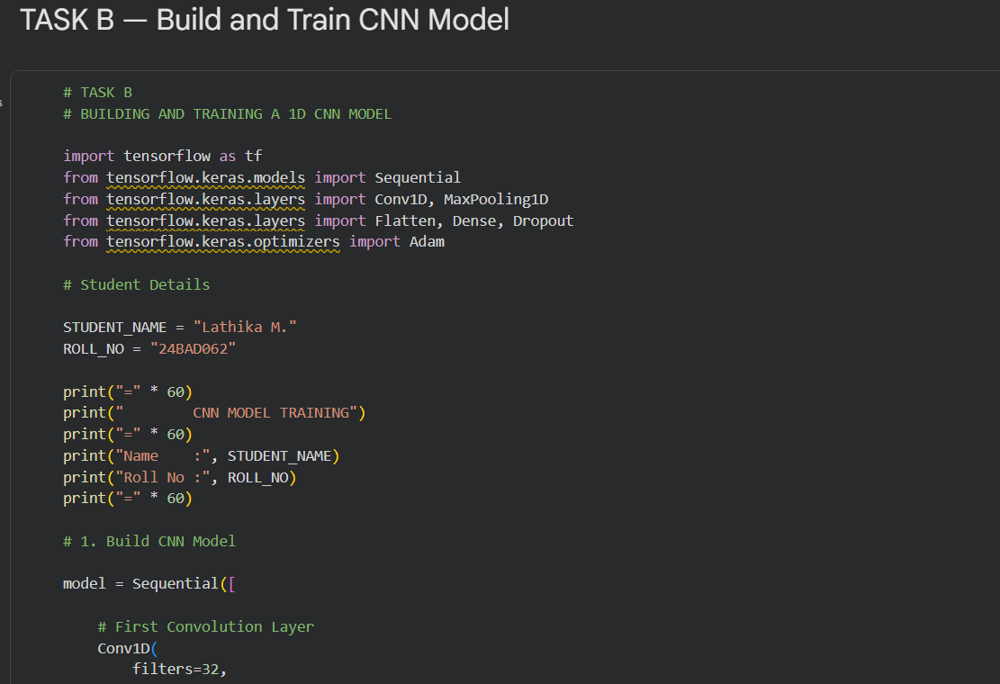 TASK B — Build and Train CNN Model
# TASK B
# BUILDING AND TRAINING A 1D CNN MODEL
import tensorflow as tf
from tensorflow.keras.models import Sequential
from tensorflow.keras.layers import Conv1D, MaxPooling1D
from tensorflow.keras.layers import Flatten, Dense, Dropout
from tensorflow.keras.optimizers import Adam
# Student Details
STUDENT_NAME = "Lathika M."
ROLL_NO = "24BAD062"
print("=" * 60)
print("        CNN MODEL TRAINING")
print("=" * 60)
print("Name    :", STUDENT_NAME)
print("Roll No :", ROLL_NO)
print("=" * 60)
# 1. Build CNN Model
model = Sequential([
    # First Convolution Layer
    Conv1D(
        filters=32,